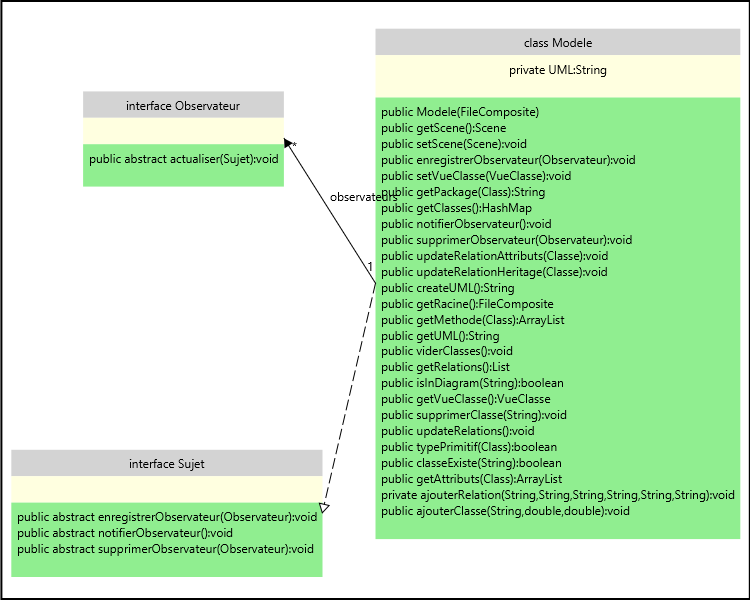 interface Observateur
public abstract actualiser(Sujet):void
*
observateurs
1
class Modele
private UML:String
public Modele(FileComposite)
public getScene():Scene
public setScene(Scene):void
public enregistrerObservateur(Observateur):void
public setVueClasse(VueClasse):void
public getPackage(Class):String
public getClasses():HashMap
public notifierObservateur():void
public supprimerObservateur(Observateur):void
public updateRelationAttributs(Classe):void
public updateRelationHeritage(Classe):void
public createUML():String
public getRacine():FileComposite
public getMethode(Class):ArrayList
public getUML():String
public viderClasses():void
public getRelations():List
public isInDiagram(String):boolean
public getVueClasse():VueClasse
public supprimerClasse(String):void
public updateRelations():void
public typePrimitif(Class):boolean
public classeExiste(String):boolean
public getAttributs(Class):ArrayList
private ajouterRelation(String,String,String,String,String,String):void
public ajouterClasse(String,double,double):void
interface Sujet
public abstract enregistrerObservateur(Observateur):void
public abstract notifierObservateur():void
public abstract supprimerObservateur(Observateur):void